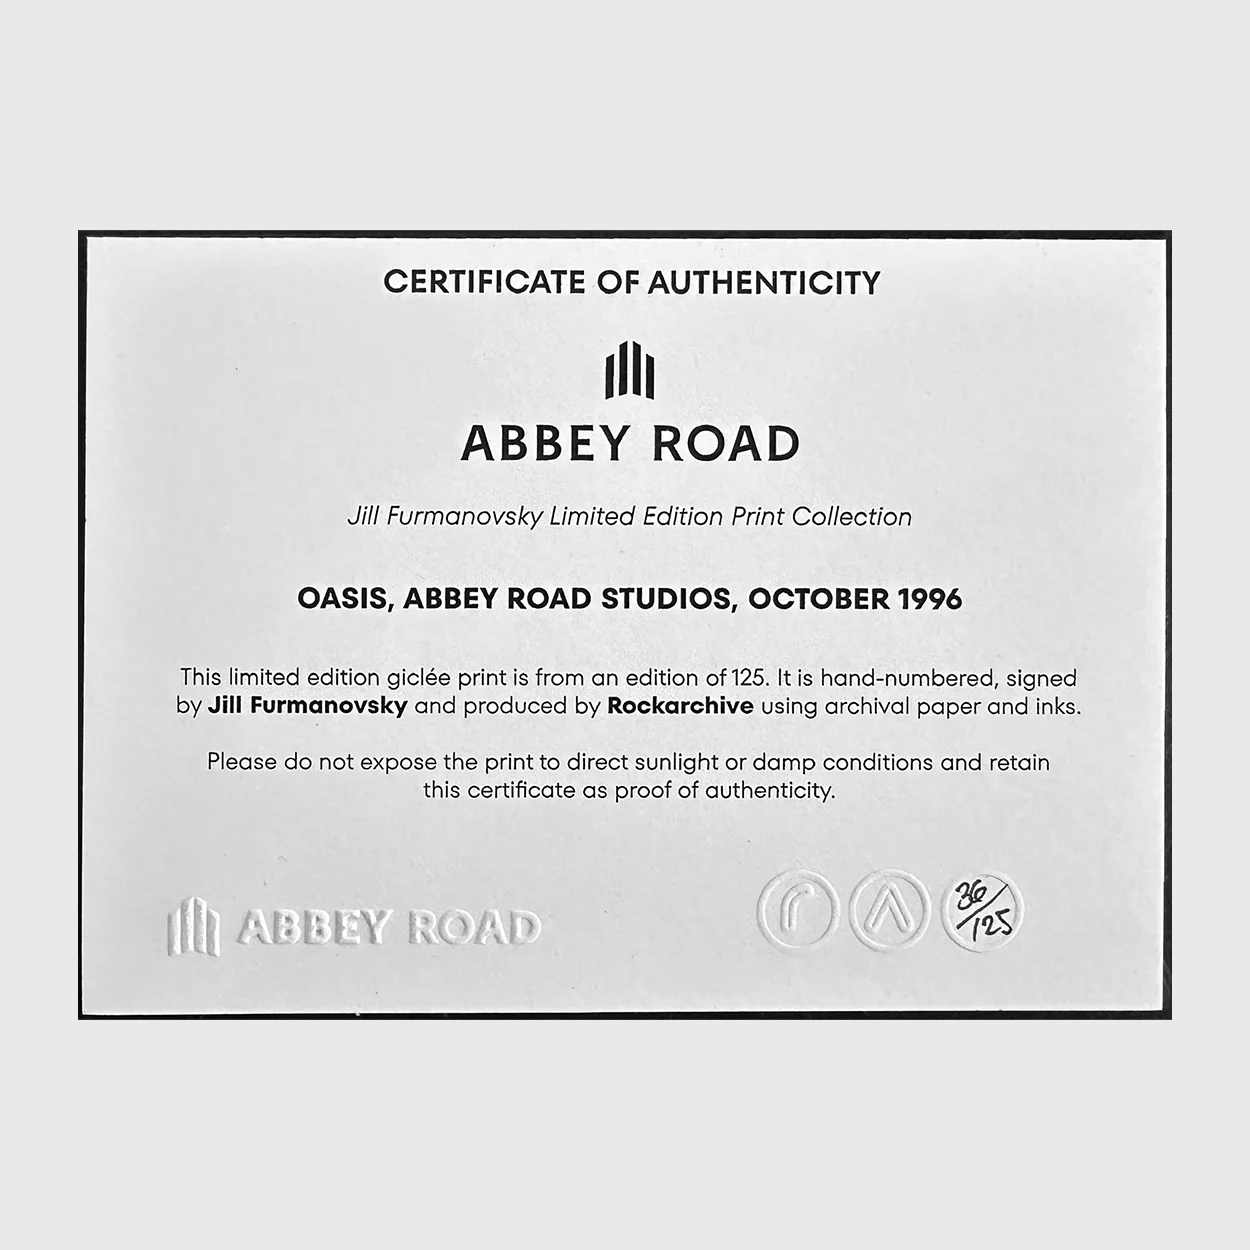 CERTIFICATE OF AUTHENTICITY
ABBEY ROAD
Jill Furmanovsky Limited Edition Print Collection
OASIS, ABBEY ROAD STUDIOS, OCTOBER 1996
This limited edition giclée print is from an edition of 125. It is hand-numbered, signed
by Jill Furmanovsky and produced by Rockarchive using archival paper and inks.
Please do not expose the print to direct sunlight or damp conditions and retain
this certificate as proof of authenticity.
ABBEY ROAD
r A 36/125